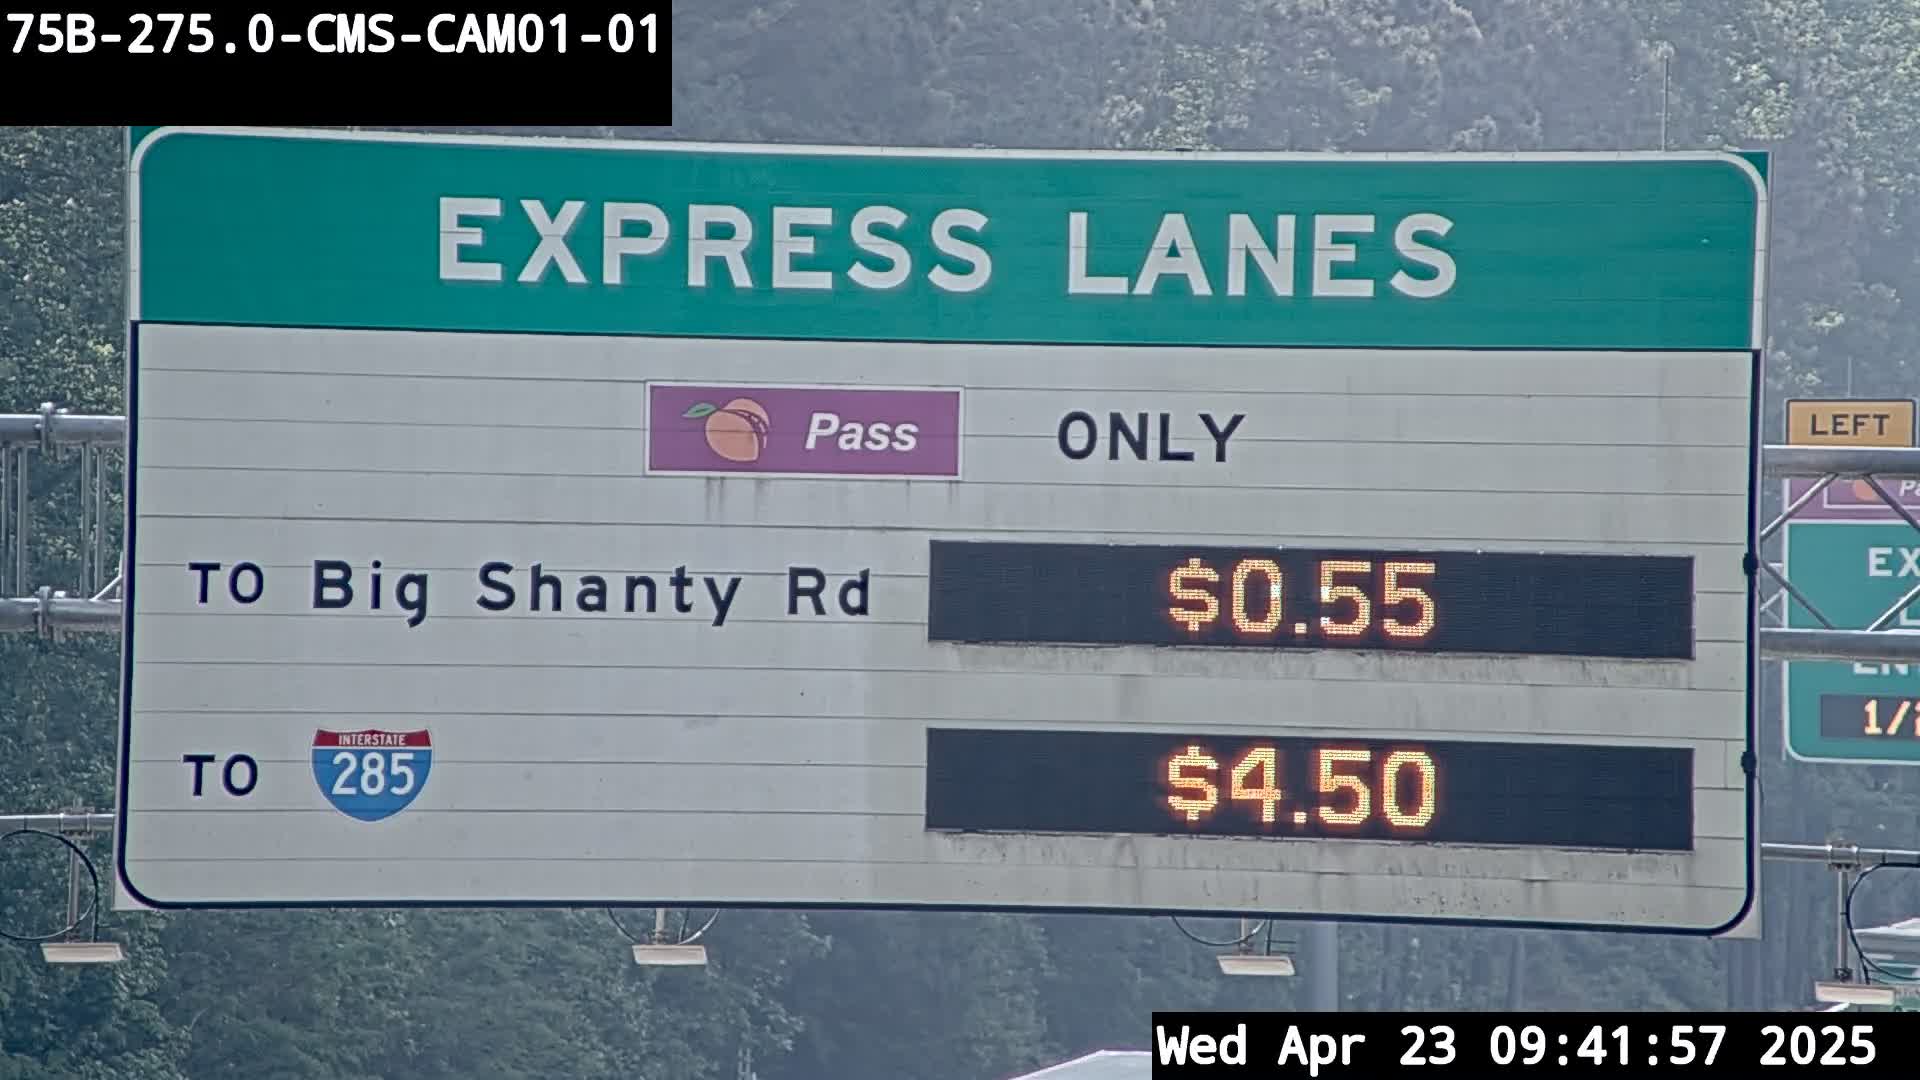 75B-275.0-CMS-CAM01-01
EXPRESS LANES
Pass ONLY
TO Big Shanty Rd $0.55
TO INTERSTATE 285 $4.50
LEFT
Wed Apr 23 09:41:57 2025